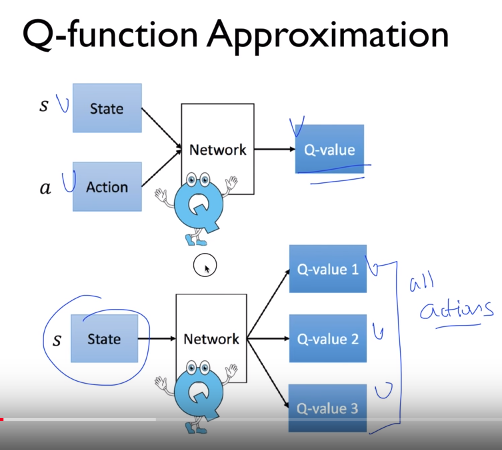 Q-function Approximation
s
State
a
Action
Network
Q-value
Q
s
State
Network
Q-value 1
Q-value 2
Q-value 3
Q
all
actions